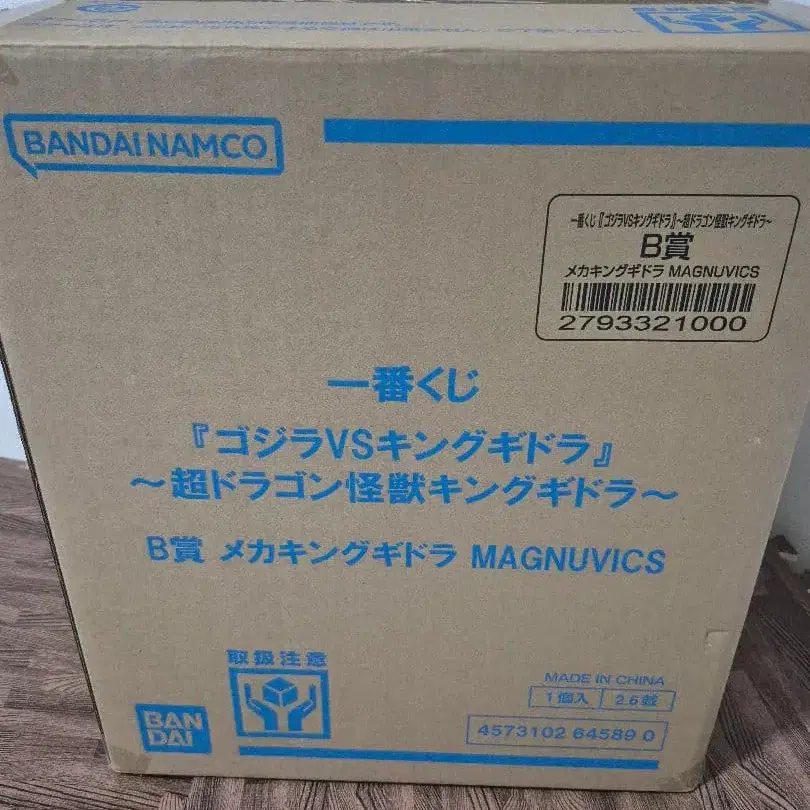 BANDAI NAMCO
一番くじ『ゴジラVSキングギドラ』~超ドラゴン怪獣キングギドラ~
B賞
メカキングギドラ MAGNUVICS
2793321000
一番くじ
『ゴジラVSキングギドラ』
~超ドラゴン怪獣キングギドラ~
B賞 メカキングギドラ MAGNUVICS
取扱注意
MADE IN CHINA
1個入 2.6㎏
BAN
DAI
4573102 64589 0